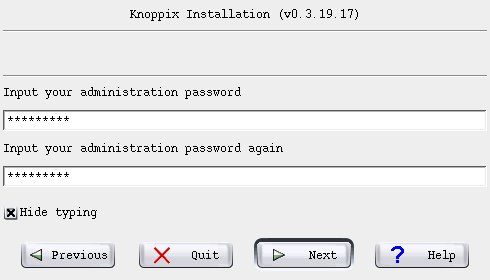 Knoppix Installation (v0.3.19.17)
Input your administration password
*********
Input your administration password again
*********
Hide typing
Previous Quit Next ? Help